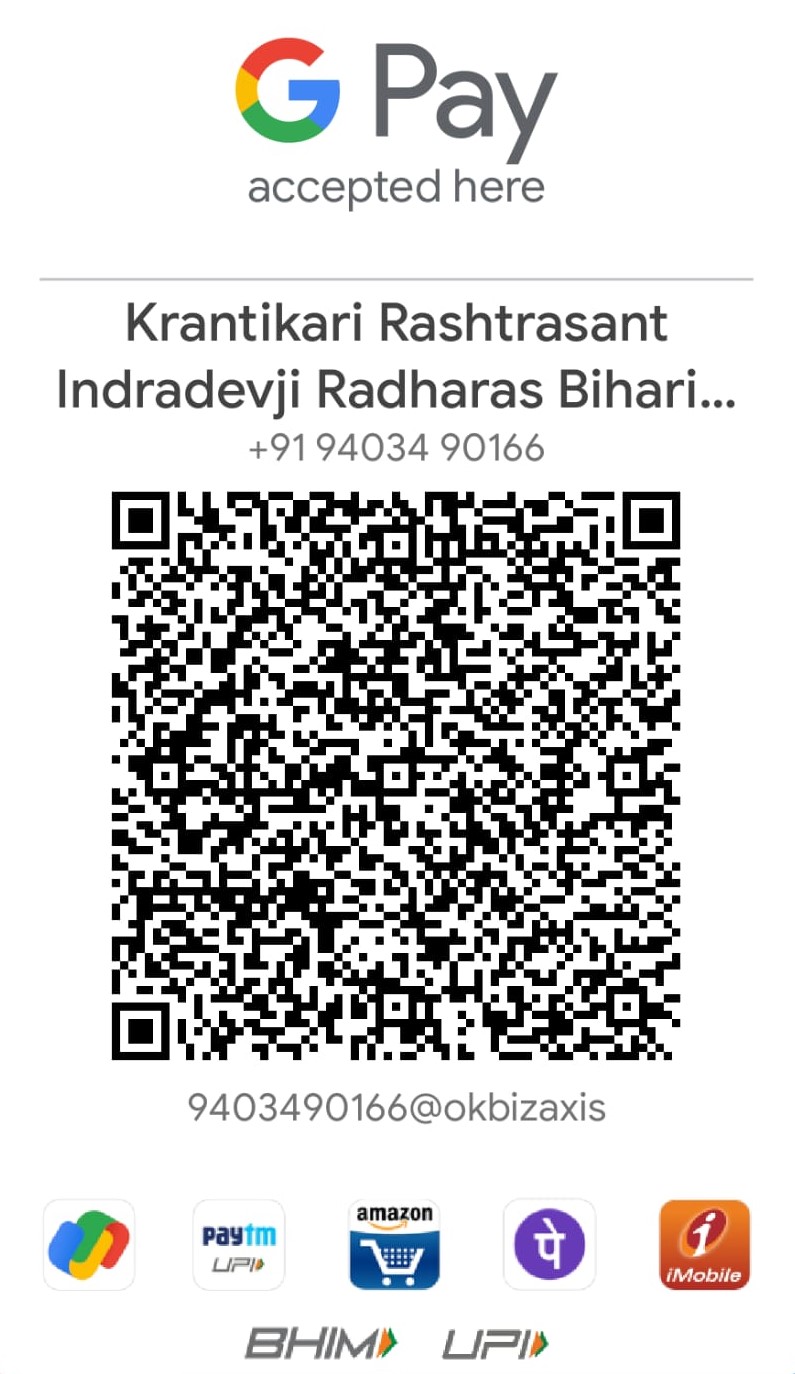 G Pay
accepted here
Krantikari Rashtrasant
Indradevji Radharas Bihari...
+91 94034 90166
9403490166@okbizaxis
paytm
UPI
amazon
पे
i
iMobile
BHIM UPI